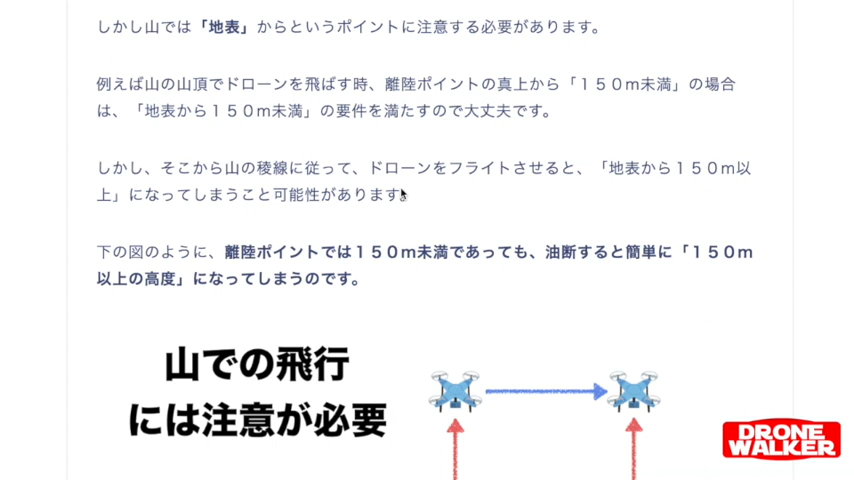 しかし山では「地表」からというポイントに注意する必要があります。
例えば山の山頂でドローンを飛ばす時、離陸ポイントの真上から「１５０ｍ未満」の場合
は、「地表から１５０ｍ未満」の要件を満たすので大丈夫です。
しかし、そこから山の稜線に従って、ドローンをフライトさせると、「地表から１５０ｍ以
上」になってしまうこと可能性があります。
下の図のように、離陸ポイントでは１５０ｍ未満であっても、油断すると簡単に「１５０ｍ
以上の高度」になってしまうのです。
山での飛行
には注意が必要
DRONE
WALKER